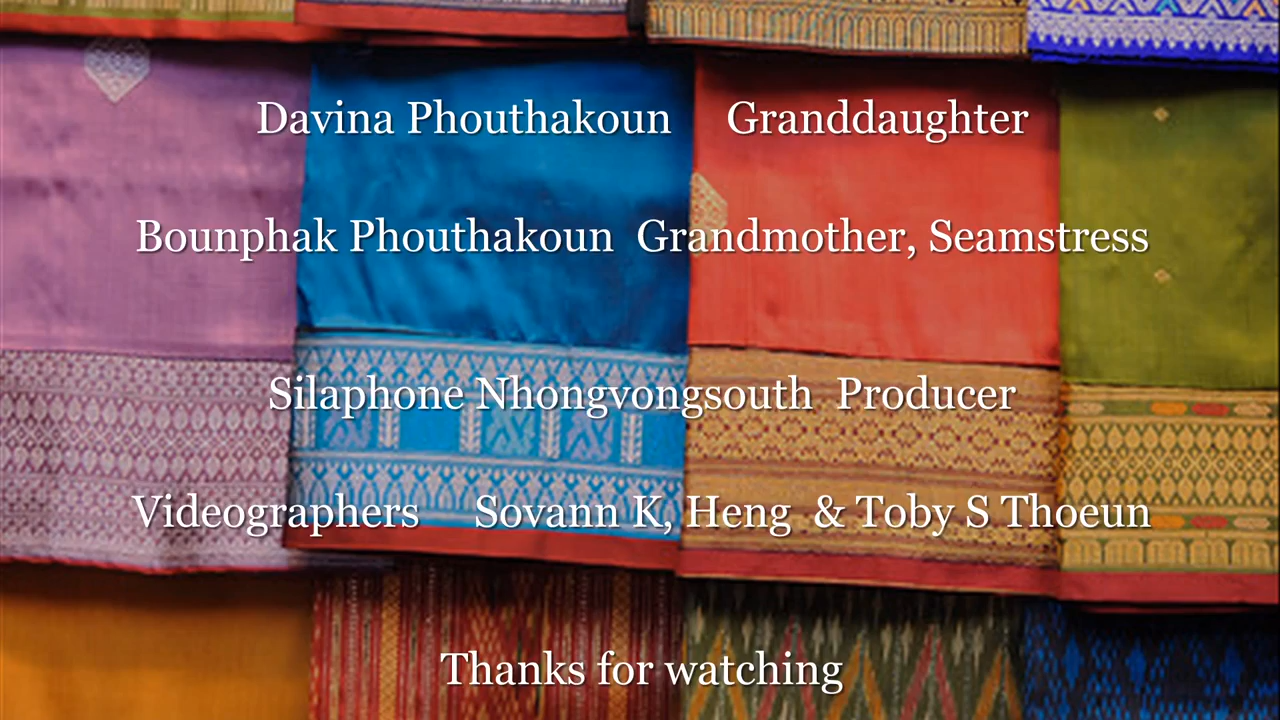 Davina Phouthakoun Granddaughter
Bounphak Phouthakoun Grandmother, Seamstress
Silaphone Nhongvongsouth Producer
Videographers Sovann K, Heng & Toby S Thoeun
Thanks for watching